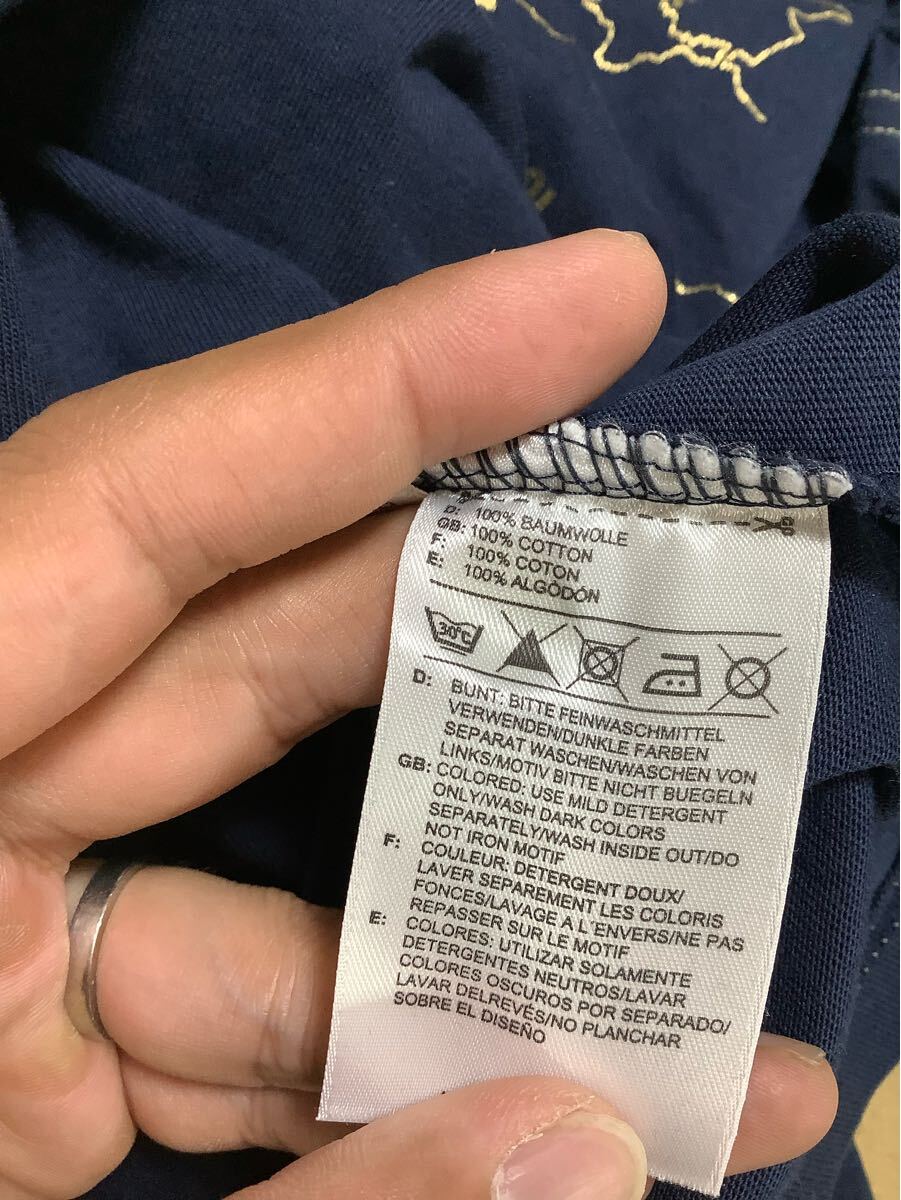 D: 100% BAUMWOLLE
GB: 100% COTTON
F: 100% COTON
E: 100% ALGODÓN
30°C
D: BUNT: BITTE FEINWASCHMITTEL
VERWENDEN/DUNKLE FARBEN
SEPARAT WASCHEN/WASCHEN VON
LINKS/MOTIV BITTE NICHT BUEGELN
GB: COLORED: USE MILD DETERGENT
ONLY/WASH DARK COLORS
SEPARATELY/WASH INSIDE OUT/DO
NOT IRON MOTIF
F: COULEUR: DETERGENT DOUX/
LAVER SEPAREMENT LES COLORIS
FONCES/LAVAGE A L'ENVERS/NE PAS
REPASSER SUR LE MOTIF
E: COLORES: UTILIZAR SOLAMENTE
DETERGENTES NEUTROS/LAVAR
COLORES OSCUROS POR SEPARADO/
LAVAR DELREVÉS/NO PLANCHAR
SOBRE EL DISEÑO